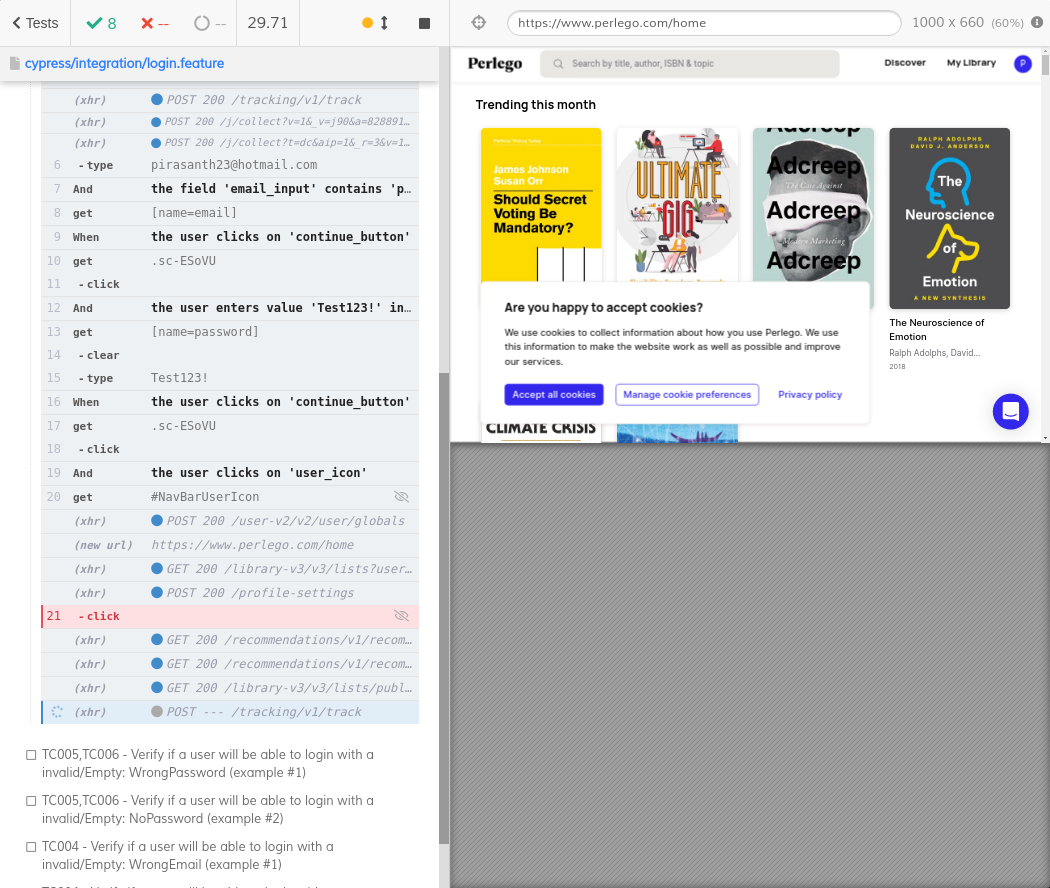 Tests
8
--
--
29.71
https://www.perlego.com/home
1000 x 660 (60%)
cypress/integration/login.feature
(xhr) POST 200 /tracking/v1/track
(xhr) POST 200 /j/collect?v=1&_v=j90&a=828891…
(xhr) POST 200 /j/collect?t=dc&aip=1&_r=3&v=1…
6 - type pirasanth23@hotmail.com
7 And the field 'email_input' contains 'p…
8 get [name=email]
9 When the user clicks on 'continue_button'
10 get .sc-ESoVU
11 - click
12 And the user enters value 'Test123!' in…
13 get [name=password]
14 - clear
15 - type Test123!
16 When the user clicks on 'continue_button'
17 get .sc-ESoVU
18 - click
19 And the user clicks on 'user_icon'
20 get #NavBarUserIcon
(xhr) POST 200 /user-v2/v2/user/globals
(new url) https://www.perlego.com/home
(xhr) GET 200 /library-v3/v3/lists?user…
(xhr) POST 200 /profile-settings
21 - click
(xhr) GET 200 /recommendations/v1/recom…
(xhr) GET 200 /recommendations/v1/recom…
(xhr) GET 200 /library-v3/v3/lists/publ…
(xhr) POST --- /tracking/v1/track
TC005,TC006 - Verify if a user will be able to login with a
invalid/Empty: WrongPassword (example #1)
TC005,TC006 - Verify if a user will be able to login with a
invalid/Empty: NoPassword (example #2)
TC004 - Verify if a user will be able to login with a
invalid/Empty: WrongEmail (example #1)
Perlego
Search by title, author, ISBN & topic
Discover
My Library
P
Trending this month
James Johnson
Susan Orr
Should Secret
Voting Be
Mandatory?
ULTIMATE
GIG
Adcreep
Adcreep
The Case Against
Adcreep
Modern Marketing
Adcreep
RALPH ADOLPHS
DAVID J. ANDERSON
The
Neuroscience
of
Emotion
A NEW SYNTHESIS
The Neuroscience of
Emotion
Ralph Adolphs, David...
2018
Are you happy to accept cookies?
We use cookies to collect information about how you use Perlego. We use
this information to make the website work as well as possible and improve
our services.
Accept all cookies
Manage cookie preferences
Privacy policy
CLIMATE CRISIS